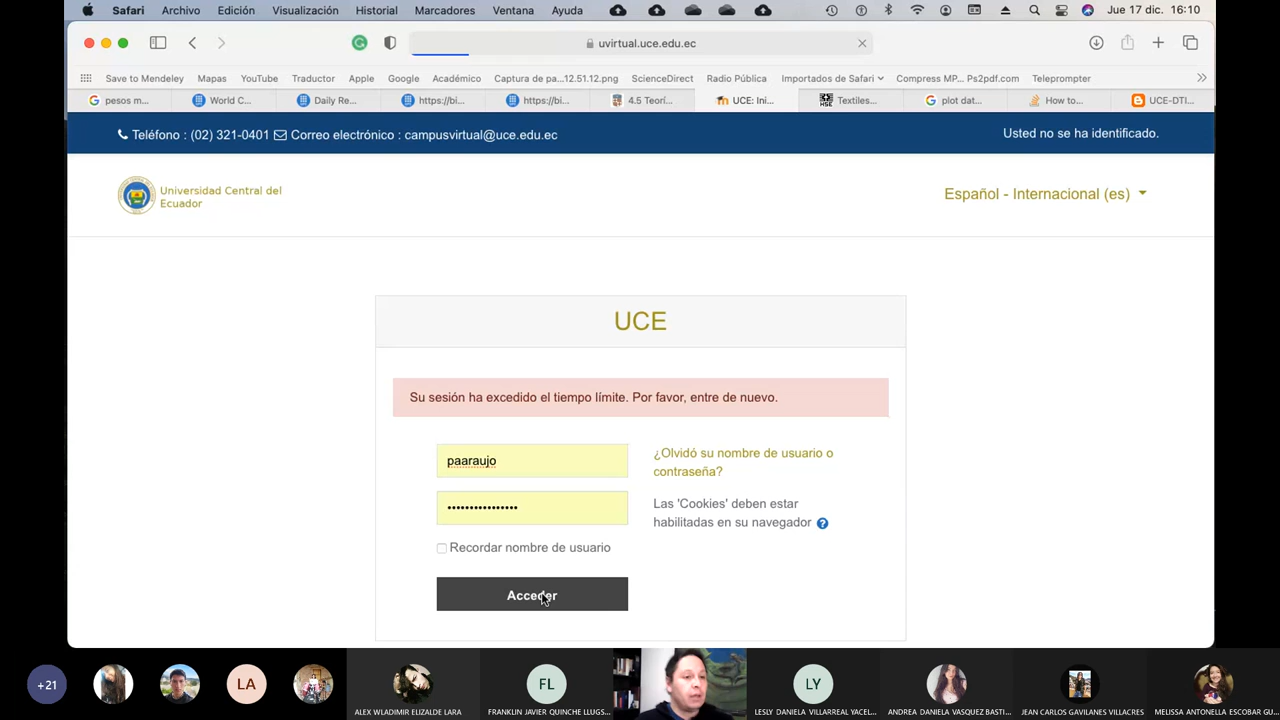 Safari Archivo Edición Visualización Historial Marcadores Ventana Ayuda Jue 17 dic. 16:10
uvirtual.uce.edu.ec
Save to Mendeley Mapas YouTube Traductor Apple Google Académico Captura de pa...12.51.12.png ScienceDirect Radio Pública Importados de Safari Compress MP... Ps2pdf.com Teleprompter
pesos m... World C... Daily Re... https://bi... https://bi... 4.5 Teorí... UCE: Ini... Textiles... plot dat... How to... UCE-DTI...
Teléfono : (02) 321-0401 Correo electrónico : campusvirtual@uce.edu.ec Usted no se ha identificado.
Universidad Central del
Ecuador
Español - Internacional (es)
UCE
Su sesión ha excedido el tiempo límite. Por favor, entre de nuevo.
paaraujo
¿Olvidó su nombre de usuario o
contraseña?
••••••••••••••••
Las 'Cookies' deben estar
habilitadas en su navegador ?
Recordar nombre de usuario
Acceder
+21 LA FL LY
ALEX WLADIMIR ELIZALDE LARA FRANKLIN JAVIER QUINCHE LLUGS... LESLY DANIELA VILLARREAL YACEL... ANDREA DANIELA VASQUEZ BASTI... JEAN CARLOS GAVILANES VILLACRES MELISSA ANTONELLA ESCOBAR GU...